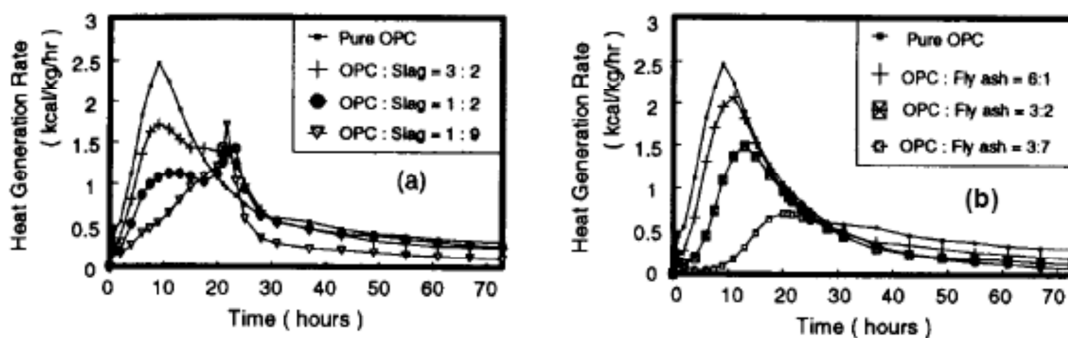 Heat Generation Rate
( kcal/kg/hr )
3
2.5
2
1.5
1
0.5
0
Pure OPC
OPC : Slag = 3 : 2
OPC : Slag = 1 : 2
OPC : Slag = 1 : 9
(a)
0 10 20 30 40 50 60 70
Time ( hours )
Heat Generation Rate
( kcal/kg/hr )
3
2.5
2
1.5
1
0.5
0
Pure OPC
OPC : Fly ash = 6:1
OPC : Fly ash = 3:2
OPC : Fly ash = 3:7
(b)
0 10 20 30 40 50 60 70
Time ( hours )